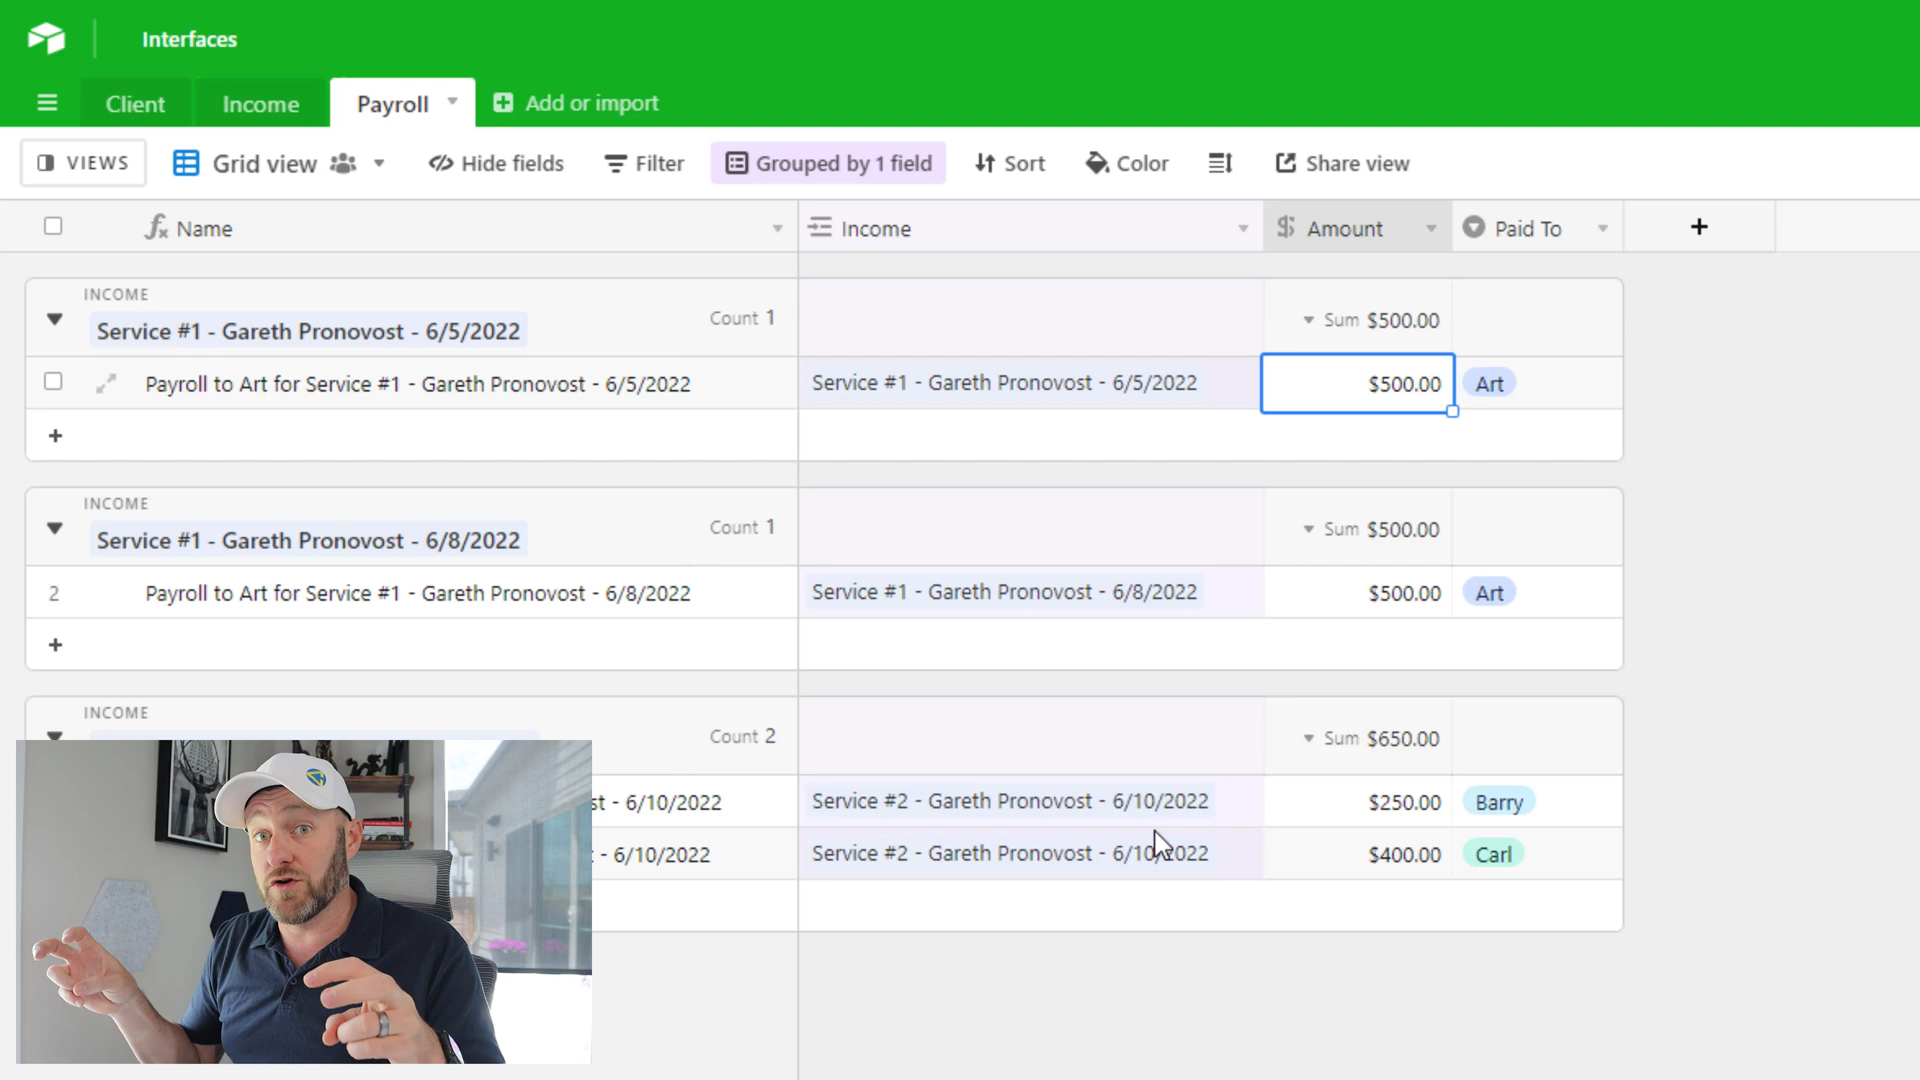 Interfaces
Client Income Payroll Add or import
VIEWS Grid view Hide fields Filter Grouped by 1 field Sort Color Share view
Name Income Amount Paid To
INCOME
Service #1 - Gareth Pronovost - 6/5/2022 Count 1 Sum $500.00
Payroll to Art for Service #1 - Gareth Pronovost - 6/5/2022 Service #1 - Gareth Pronovost - 6/5/2022 $500.00 Art
+
INCOME
Service #1 - Gareth Pronovost - 6/8/2022 Count 1 Sum $500.00
2 Payroll to Art for Service #1 - Gareth Pronovost - 6/8/2022 Service #1 - Gareth Pronovost - 6/8/2022 $500.00 Art
+
INCOME
Count 2 Sum $650.00
st - 6/10/2022 Service #2 - Gareth Pronovost - 6/10/2022 $250.00 Barry
- 6/10/2022 Service #2 - Gareth Pronovost - 6/10/2022 $400.00 Carl